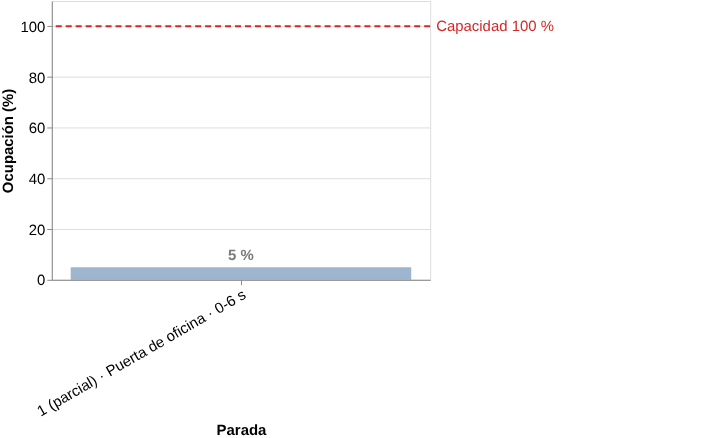 Ocupación (%)
100
80
60
40
20
0
Capacidad 100 %
5 %
1 (parcial) · Puerta de oficina · 0-6 s
Parada